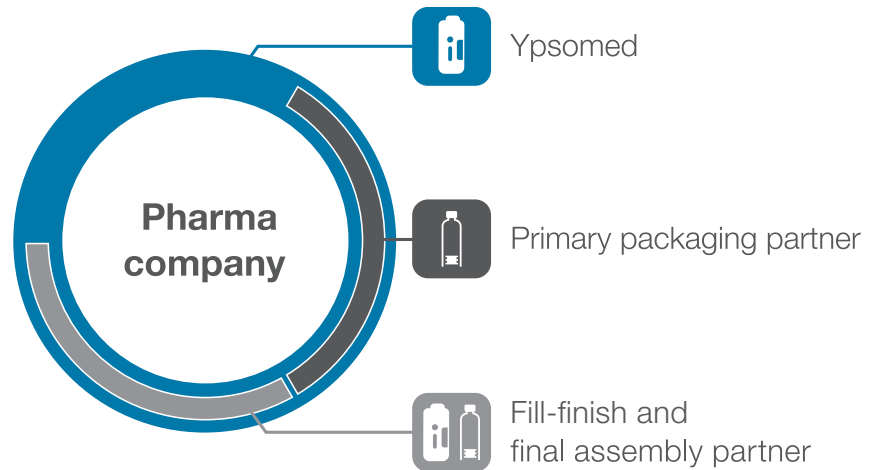 Ypsomed
Pharma
company
Primary packaging partner
Fill-finish and
final assembly partner